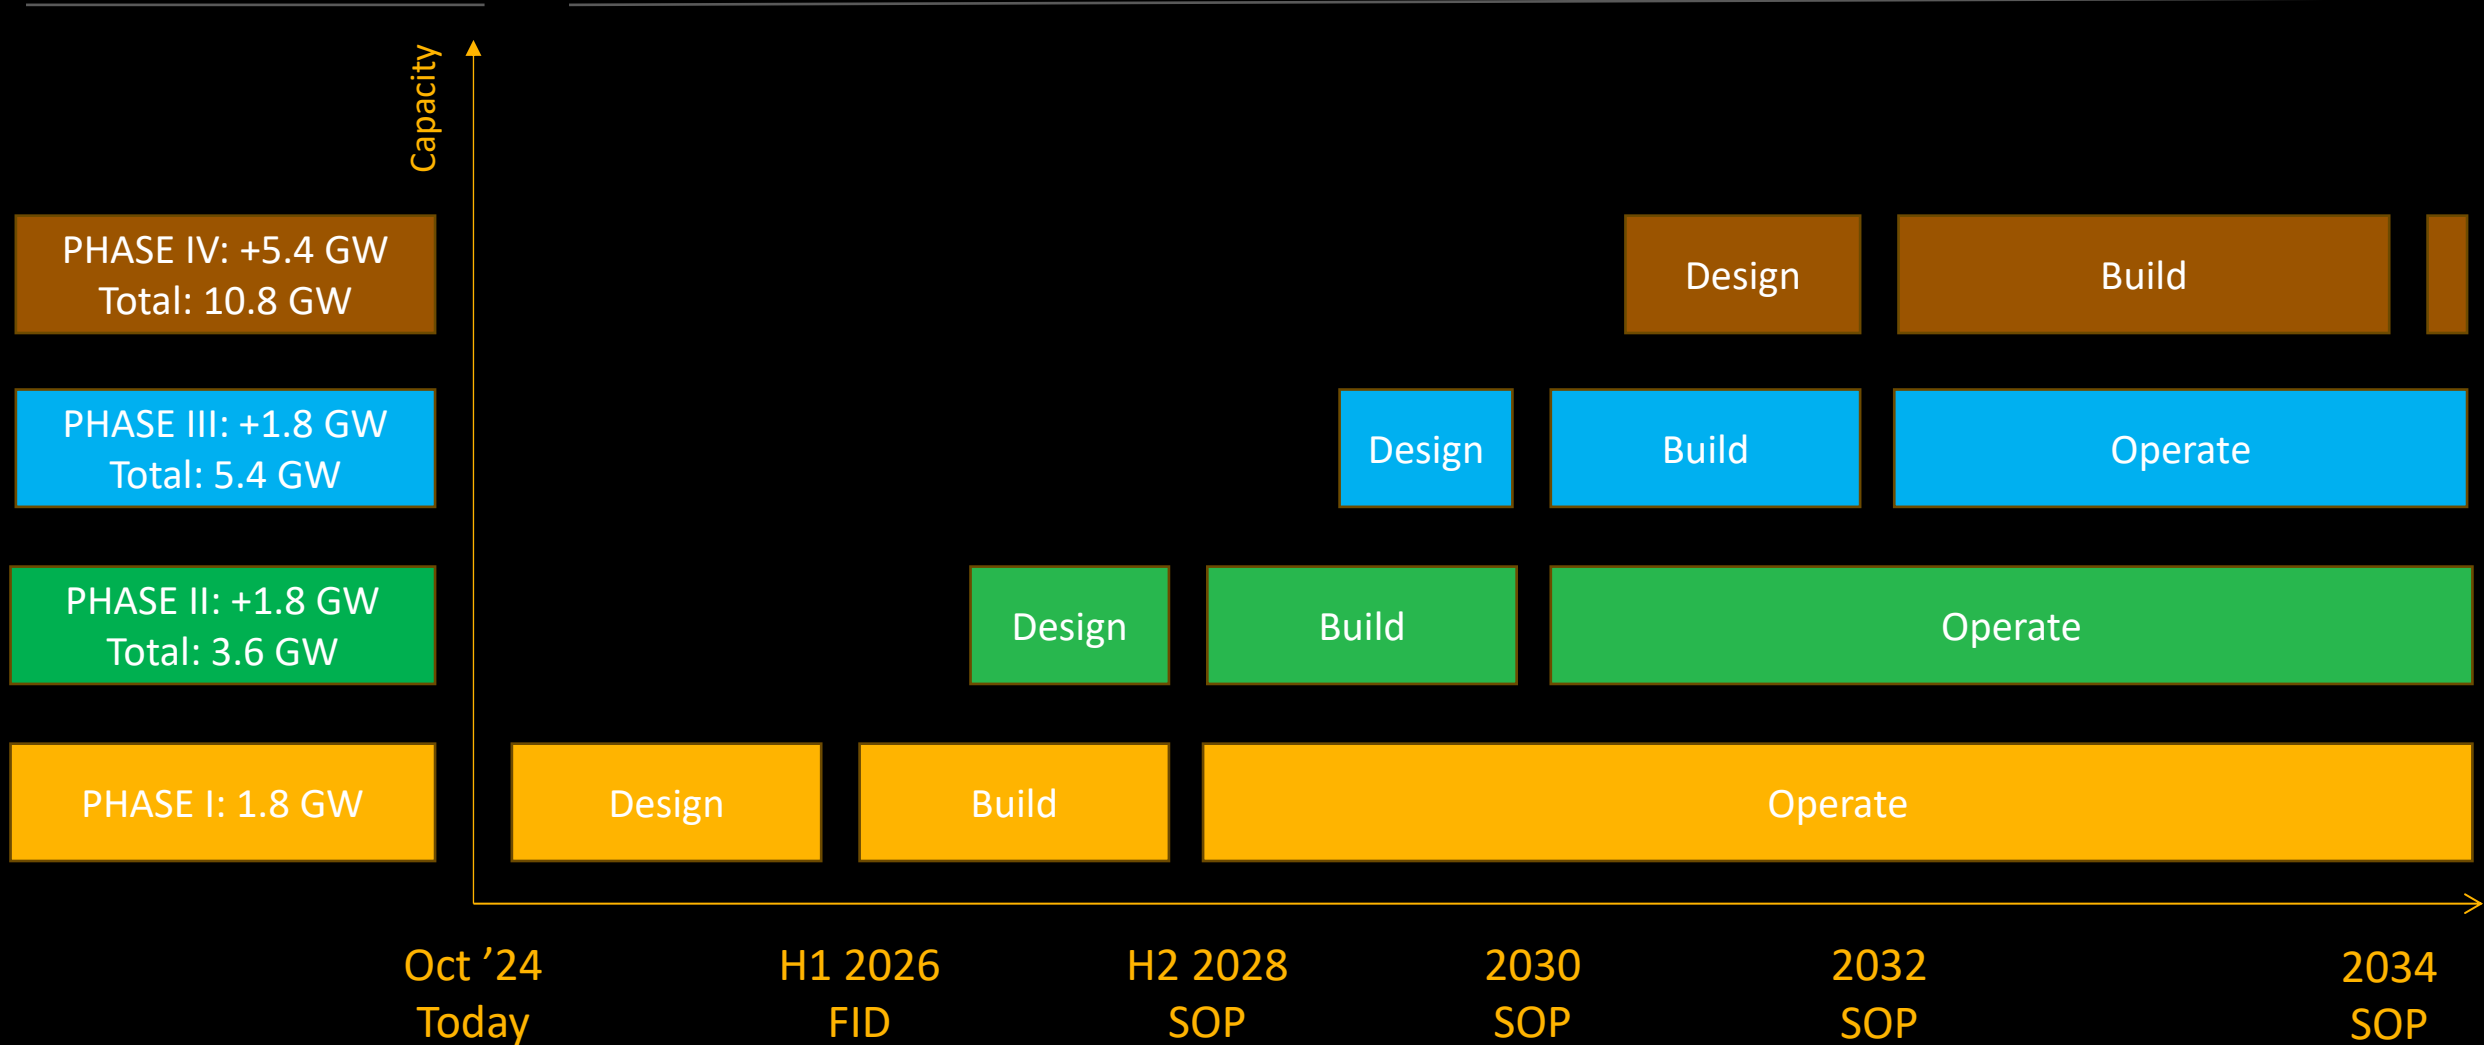 Capacity
PHASE IV: +5.4 GW
Total: 10.8 GW
Design
Build
PHASE III: +1.8 GW
Total: 5.4 GW
Design
Build
Operate
PHASE II: +1.8 GW
Total: 3.6 GW
Design
Build
Operate
PHASE I: 1.8 GW
Design
Build
Operate
Oct ’24
Today
H1 2026
FID
H2 2028
SOP
2030
SOP
2032
SOP
2034
SOP